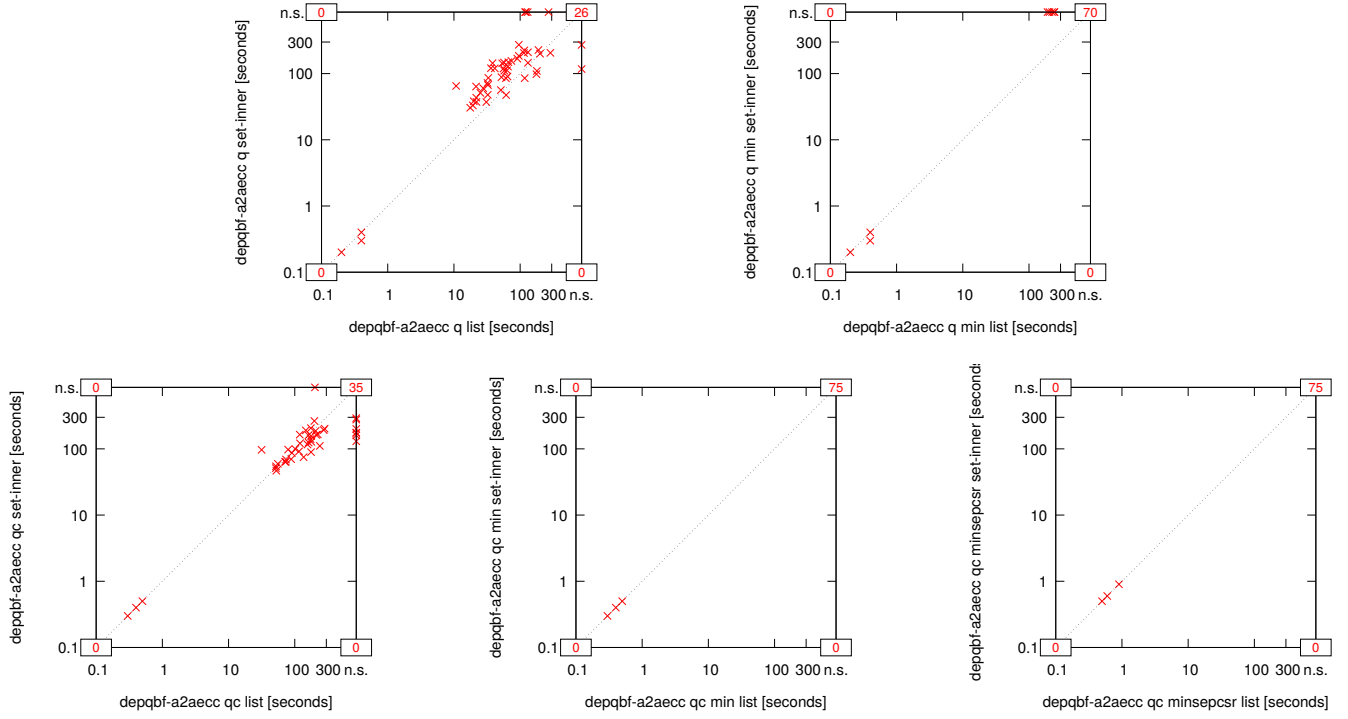 n.s. 0 26
300
100
10
1
0.1 0 0
0.1 1 10 100 300 n.s.
depqbf-a2aecc q set-inner [seconds]
depqbf-a2aecc q list [seconds]
n.s. 0 70
300
100
10
1
0.1 0 0
0.1 1 10 100 300 n.s.
depqbf-a2aecc q min set-inner [seconds]
depqbf-a2aecc q min list [seconds]
n.s. 0 35
300
100
10
1
0.1 0 0
0.1 1 10 100 300 n.s.
depqbf-a2aecc qc set-inner [seconds]
depqbf-a2aecc qc list [seconds]
n.s. 0 75
300
100
10
1
0.1 0 0
0.1 1 10 100 300 n.s.
depqbf-a2aecc qc min set-inner [seconds]
depqbf-a2aecc qc min list [seconds]
n.s. 0 75
300
100
10
1
0.1 0 0
0.1 1 10 100 300 n.s.
depqbf-a2aecc qc minsepcsr set-inner [second
depqbf-a2aecc qc minsepcsr list [seconds]